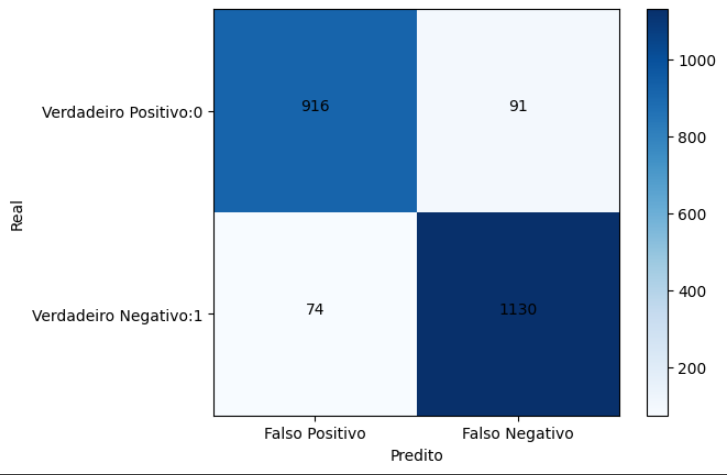 1000
Verdadeiro Positivo:0
916
91
800
Real
600
400
Verdadeiro Negativo:1
74
1130
200
Falso Positivo
Falso Negativo
Predito